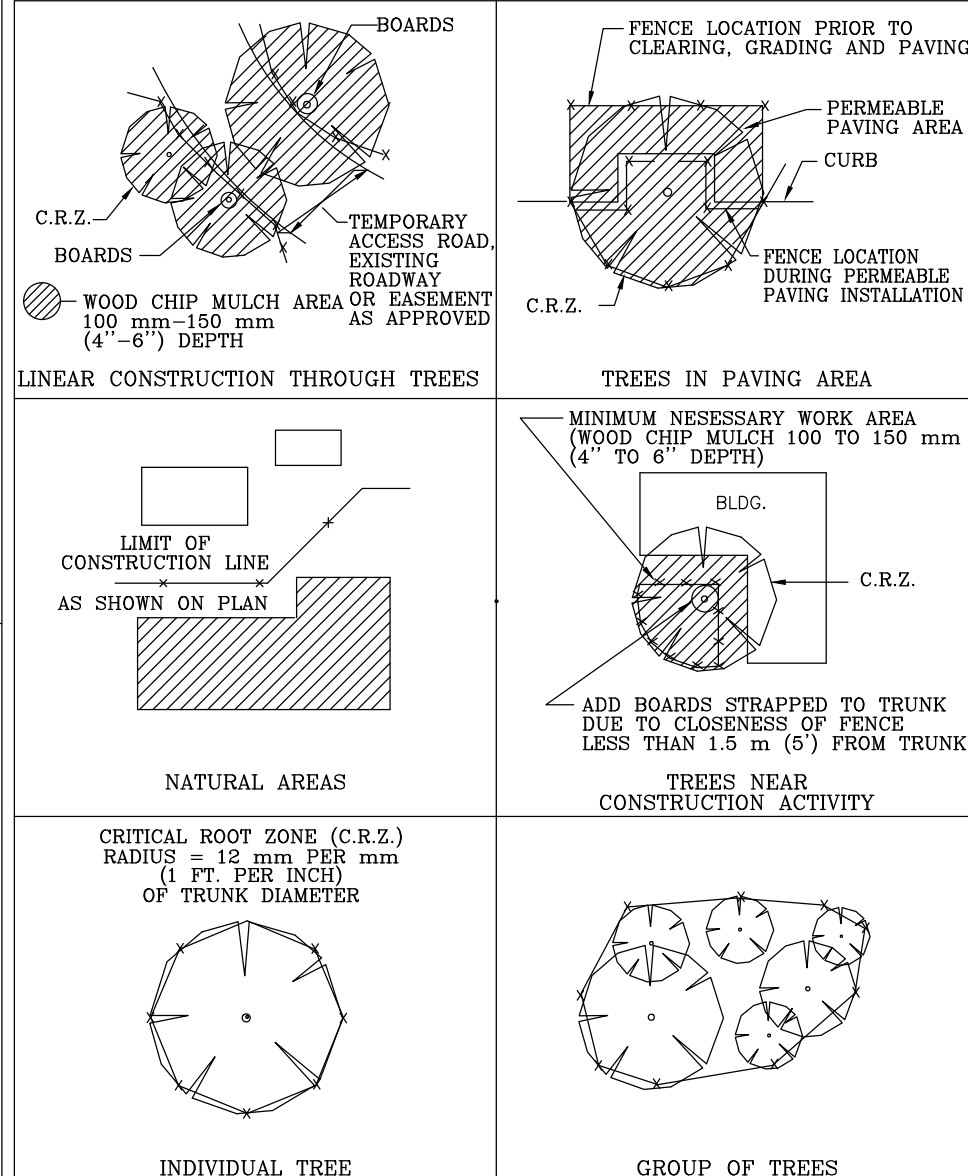 BOARDS
C.R.Z.
BOARDS
TEMPORARY
ACCESS ROAD,
EXISTING
ROADWAY
OR EASEMENT
AS APPROVED
WOOD CHIP MULCH AREA
100 mm–150 mm
(4’’–6’’) DEPTH
LINEAR CONSTRUCTION THROUGH TREES
FENCE LOCATION PRIOR TO
CLEARING, GRADING AND PAVING
PERMEABLE
PAVING AREA
CURB
FENCE LOCATION
DURING PERMEABLE
PAVING INSTALLATION
C.R.Z.
TREES IN PAVING AREA
LIMIT OF
CONSTRUCTION LINE
AS SHOWN ON PLAN
NATURAL AREAS
MINIMUM NESESSARY WORK AREA
(WOOD CHIP MULCH 100 TO 150 mm
(4’’ TO 6’’ DEPTH)
BLDG.
C.R.Z.
ADD BOARDS STRAPPED TO TRUNK
DUE TO CLOSENESS OF FENCE
LESS THAN 1.5 m (5’) FROM TRUNK
TREES NEAR
CONSTRUCTION ACTIVITY
CRITICAL ROOT ZONE (C.R.Z.)
RADIUS = 12 mm PER mm
(1 FT. PER INCH)
OF TRUNK DIAMETER
INDIVIDUAL TREE
GROUP OF TREES